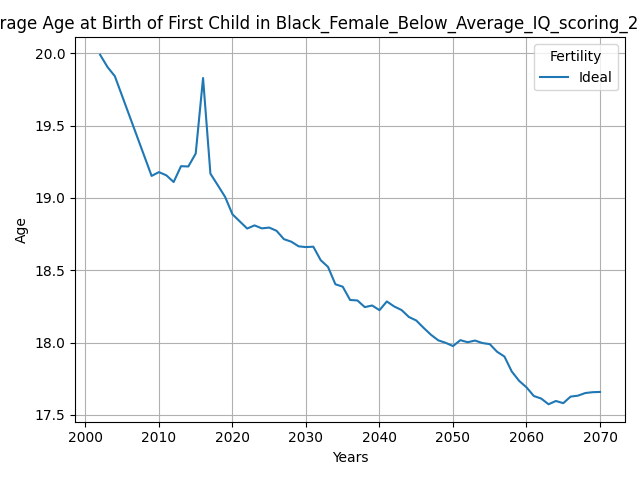 rage Age at Birth of First Child in Black_Female_Below_Average_IQ_scoring_2
Fertility
Ideal
20.0
19.5
19.0
18.5
18.0
17.5
Age
2000
2010
2020
2030
2040
2050
2060
2070
Years